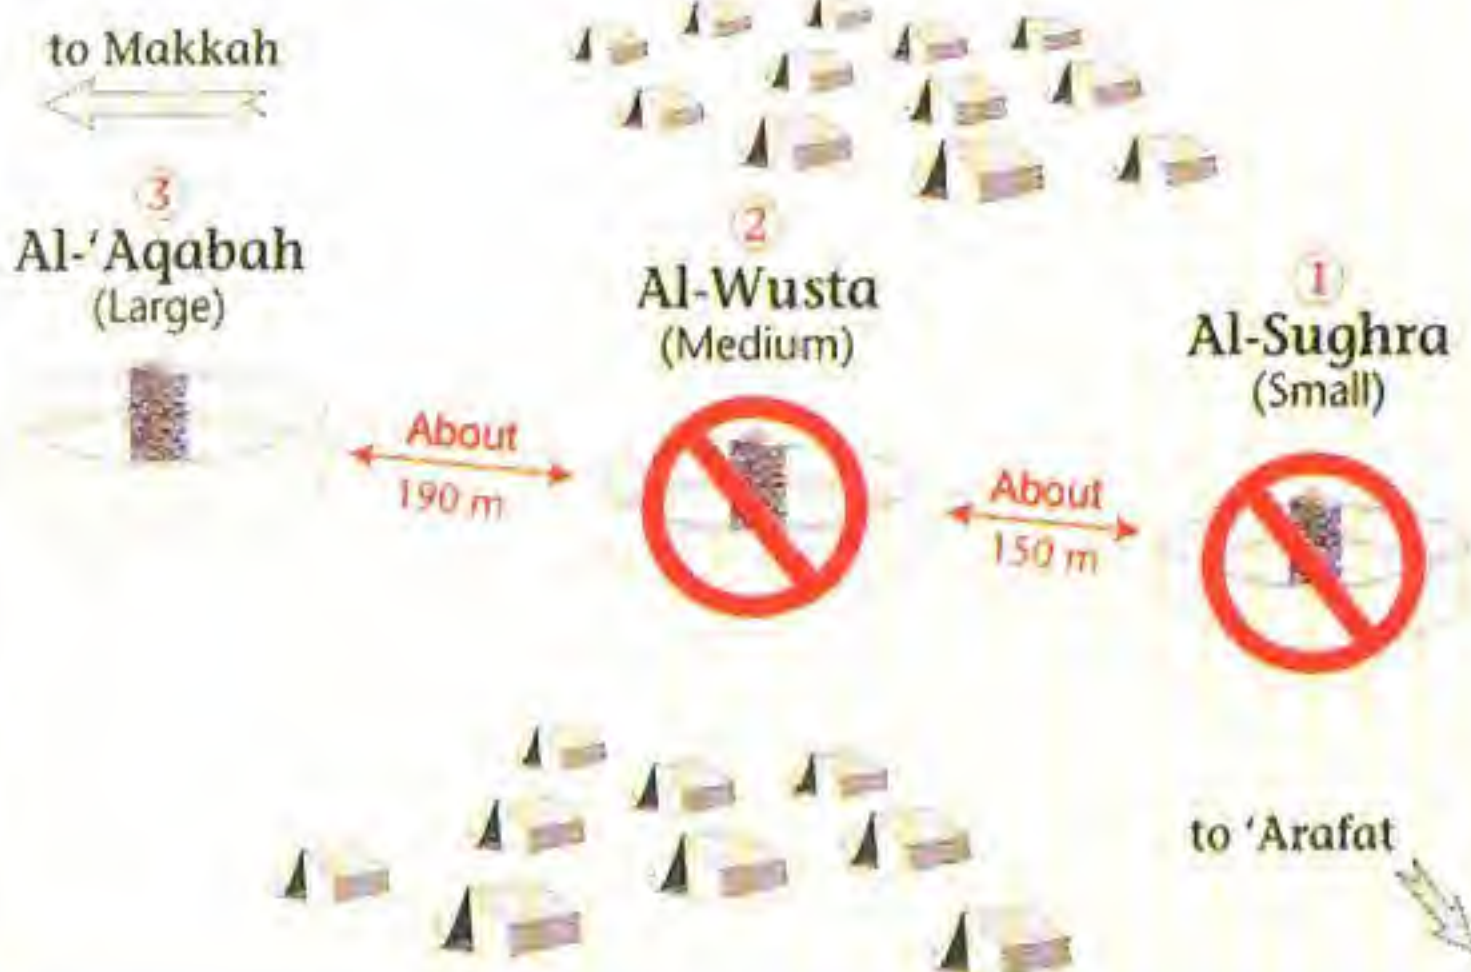 to Makkah
③
Al-‘Aqabah
(Large)
②
Al-Wusta
(Medium)
①
Al-Sughra
(Small)
About
190 m
About
150 m
to ‘Arafat